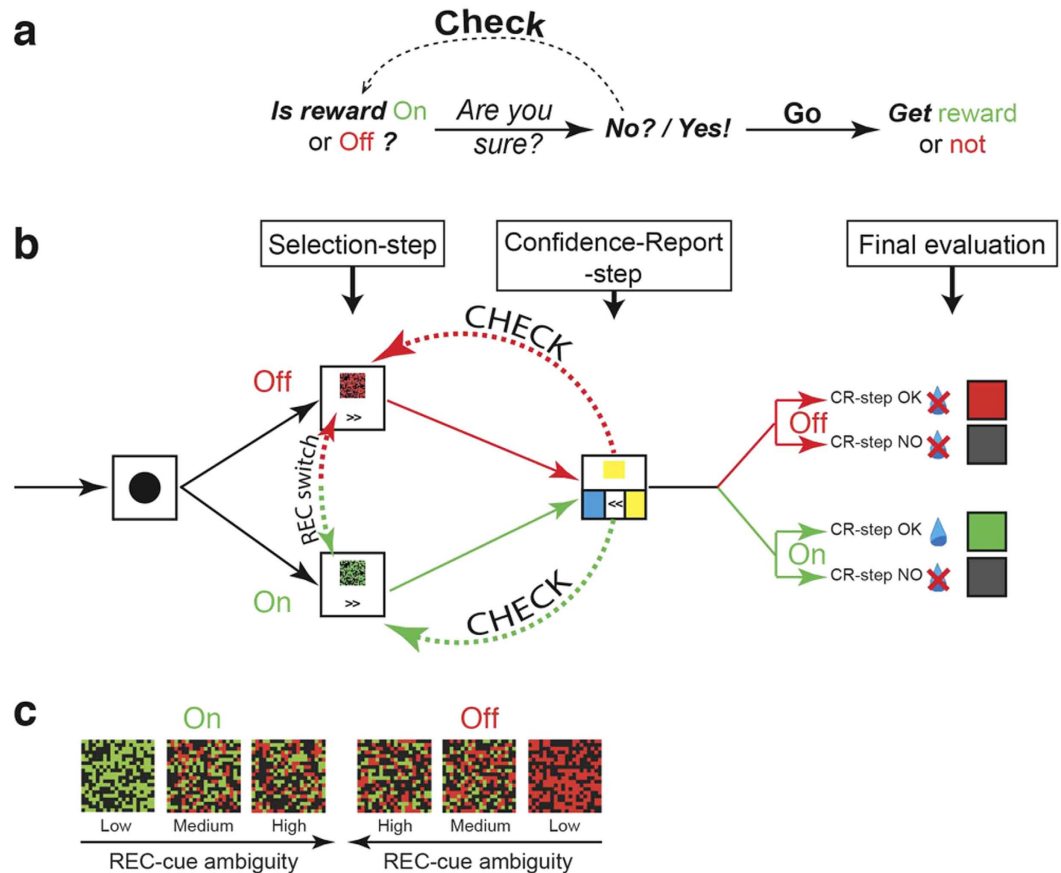 a
Check
Is reward On
or Off ?
Are you
sure?
No? / Yes!
Go
Get reward
or not
b
Selection-step
Confidence-Report
-step
Final evaluation
CHECK
Off
>>
REC switch
<<
On
>>
CHECK
CR-step OK
Off
CR-step NO
CR-step OK
On
CR-step NO
c
On
Off
Low
Medium
High
High
Medium
Low
REC-cue ambiguity
REC-cue ambiguity